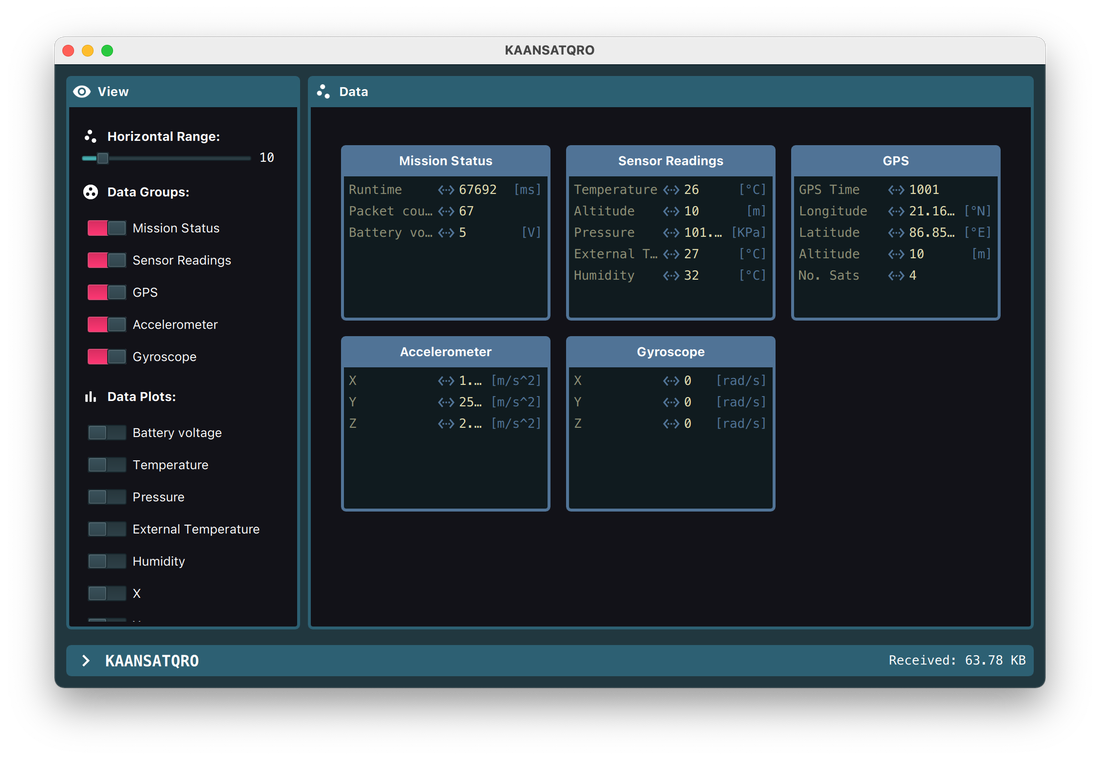 KAANSATQRO
View
Horizontal Range:
10
Data Groups:
Mission Status
Sensor Readings
GPS
Accelerometer
Gyroscope
Data Plots:
Battery voltage
Temperature
Pressure
External Temperature
Humidity
X
Data
Mission Status
Runtime 67692 [ms]
Packet cou… 67
Battery vo… 5 [V]
Sensor Readings
Temperature 26 [°C]
Altitude 10 [m]
Pressure 101.… [KPa]
External T… 27 [°C]
Humidity 32 [°C]
GPS
GPS Time 1001
Longitude 21.16… [°N]
Latitude 86.85… [°E]
Altitude 10 [m]
No. Sats 4
Accelerometer
X 1.… [m/s^2]
Y 25… [m/s^2]
Z 2.… [m/s^2]
Gyroscope
X 0 [rad/s]
Y 0 [rad/s]
Z 0 [rad/s]
KAANSATQRO
Received: 63.78 KB